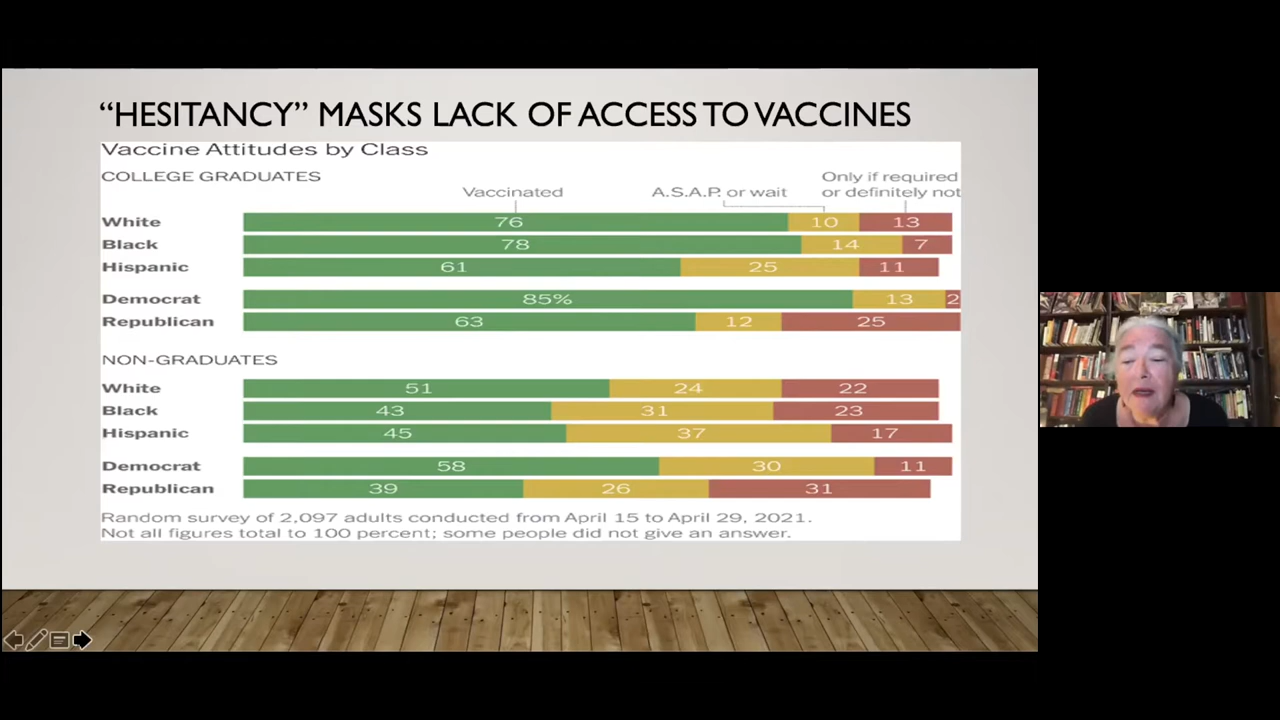 “HESITANCY” MASKS LACK OF ACCESS TO VACCINES
Vaccine Attitudes by Class
COLLEGE GRADUATES
Vaccinated
A.S.A.P. or wait
Only if required
or definitely not
White 76 10 13
Black 78 14 7
Hispanic 61 25 11
Democrat 85% 13 2
Republican 63 12 25
NON-GRADUATES
White 51 24 22
Black 43 31 23
Hispanic 45 37 17
Democrat 58 30 11
Republican 39 26 31
Random survey of 2,097 adults conducted from April 15 to April 29, 2021.
Not all figures total to 100 percent; some people did not give an answer.